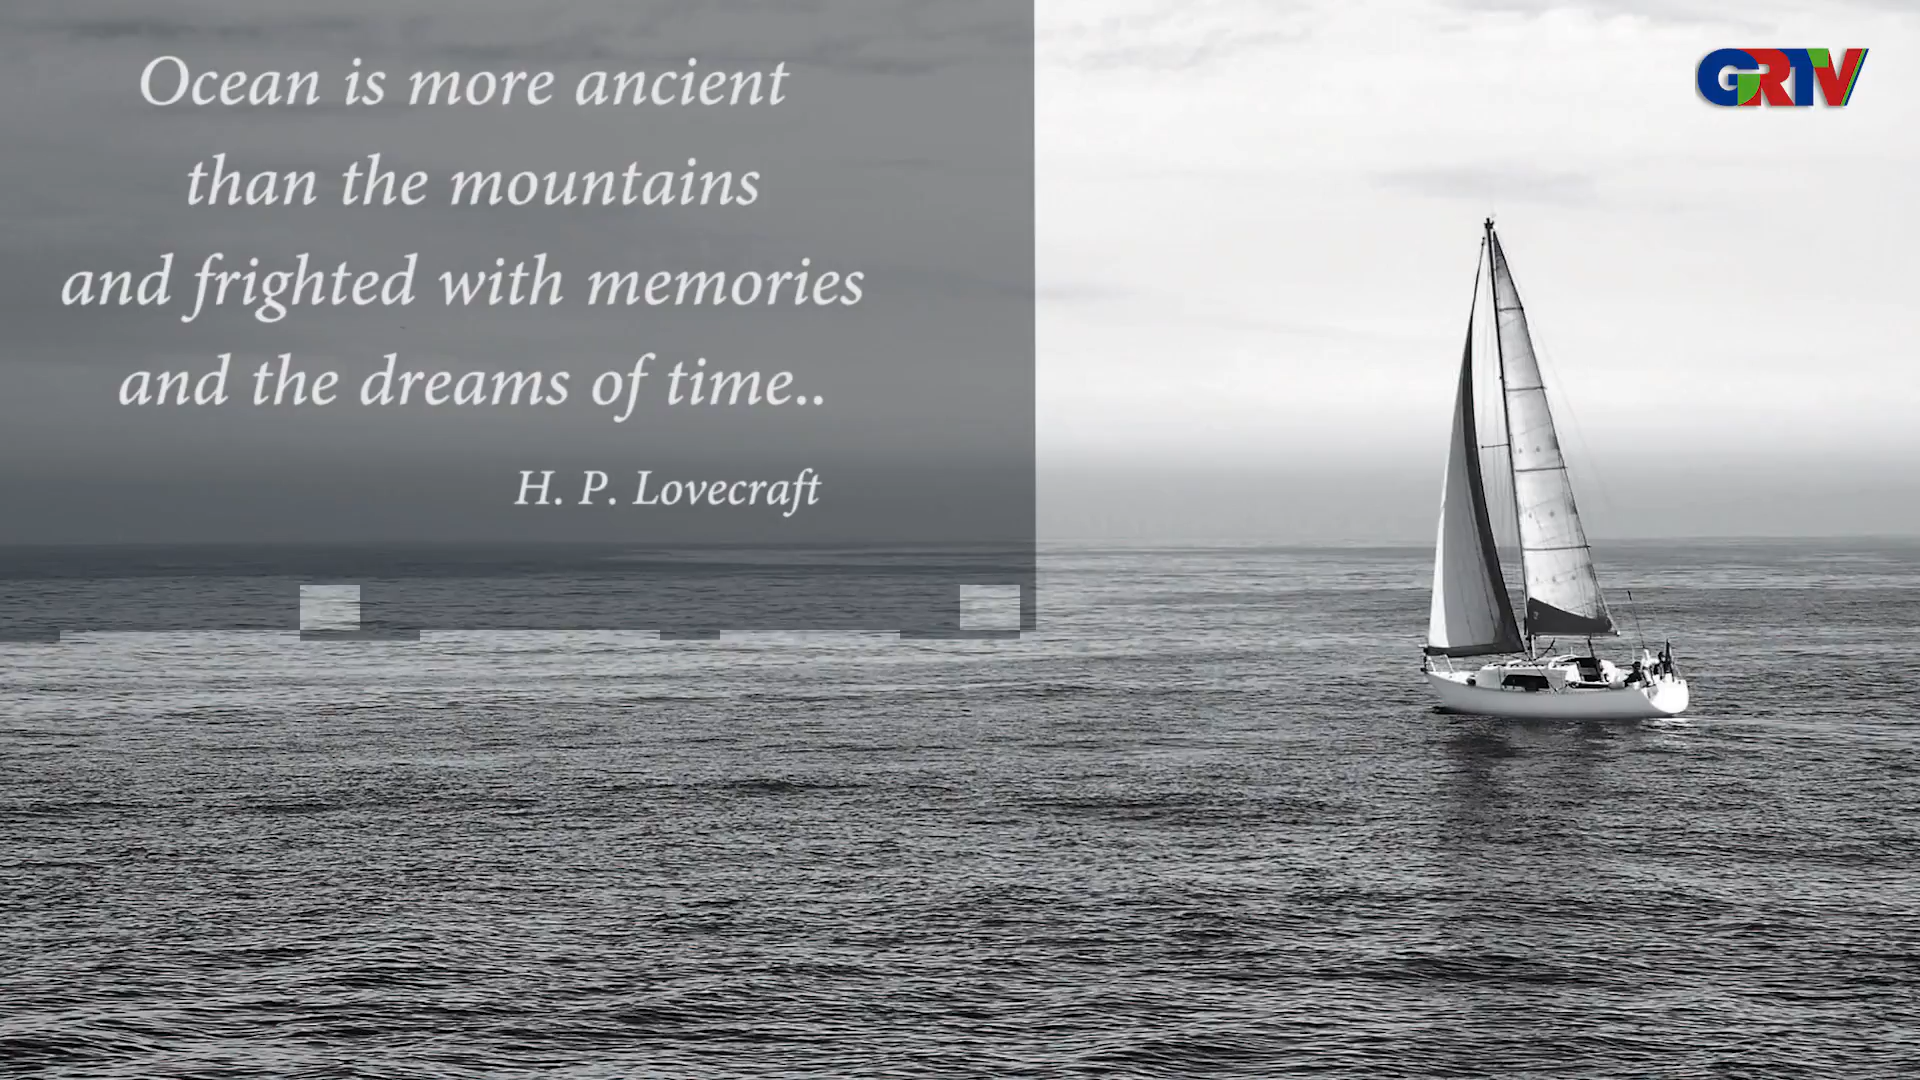 Ocean is more ancient
than the mountains
and frighted with memories
and the dreams of time..
H. P. Lovecraft
GRTV